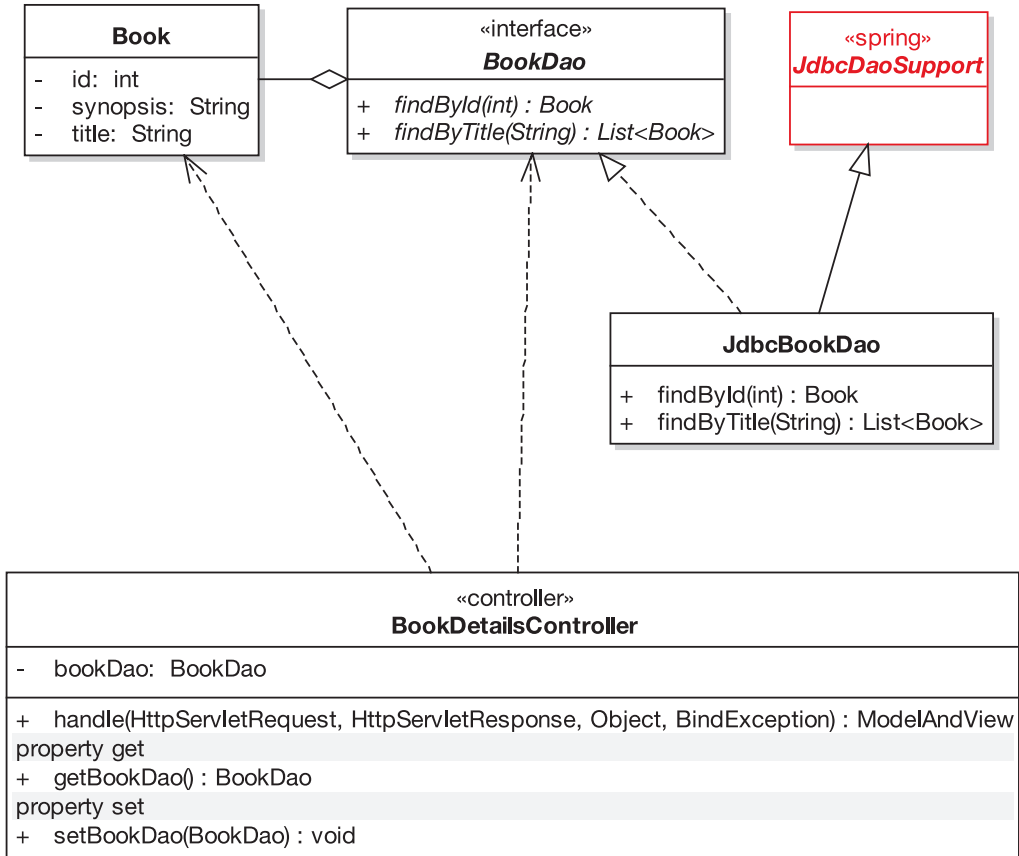 Book
- id: int
- synopsis: String
- title: String
«interface»
BookDao
+ findById(int) : Book
+ findByTitle(String) : List<Book>
«spring»
JdbcDaoSupport
JdbcBookDao
+ findById(int) : Book
+ findByTitle(String) : List<Book>
«controller»
BookDetailsController
- bookDao: BookDao
+ handle(HttpServletRequest, HttpServletResponse, Object, BindException) : ModelAndView
property get
+ getBookDao() : BookDao
property set
+ setBookDao(BookDao) : void